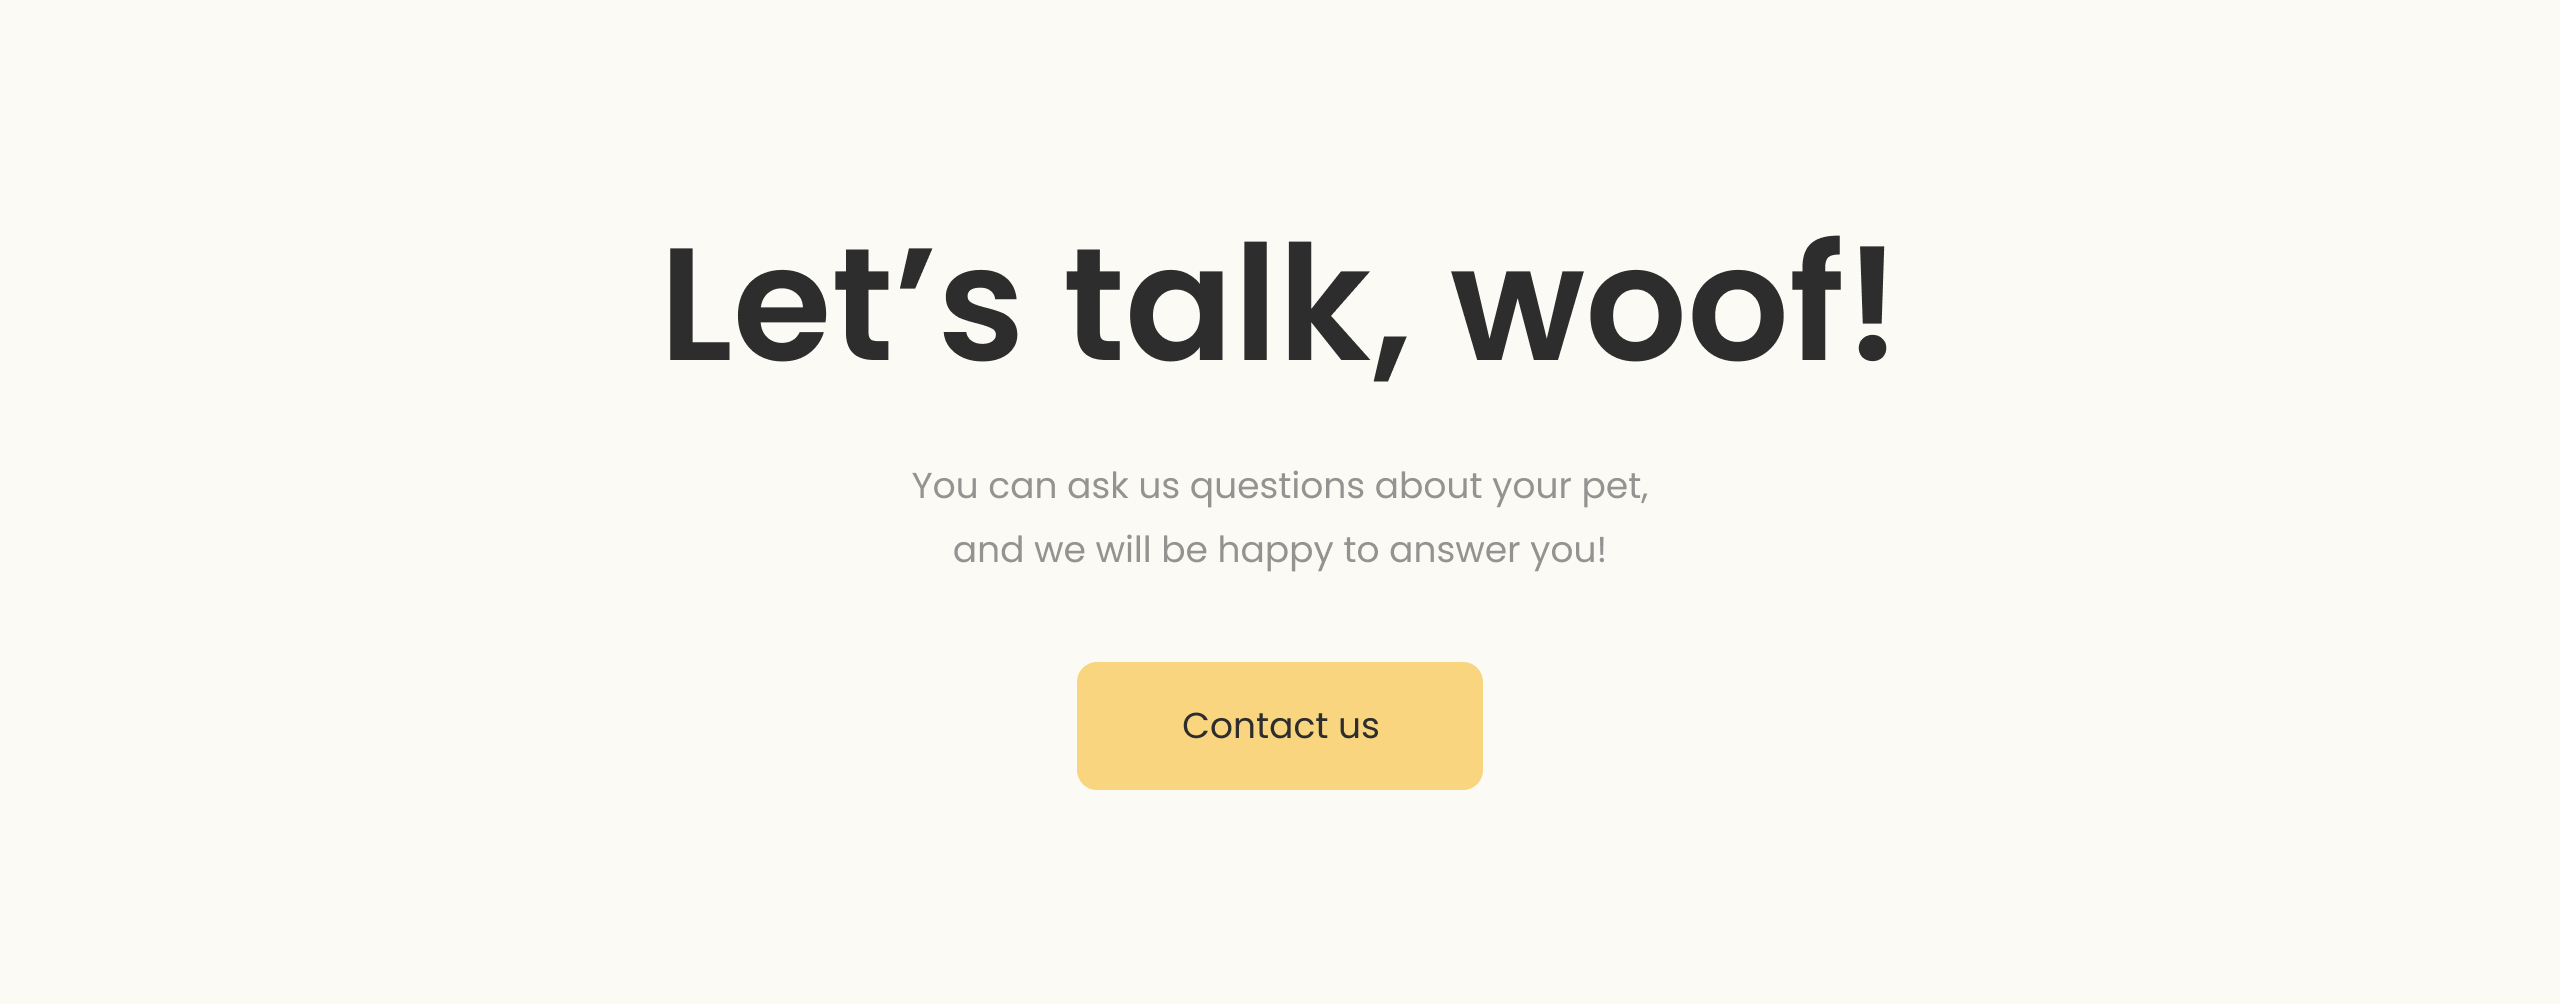 Let’s talk, woof!
You can ask us questions about your pet,
and we will be happy to answer you!
Contact us